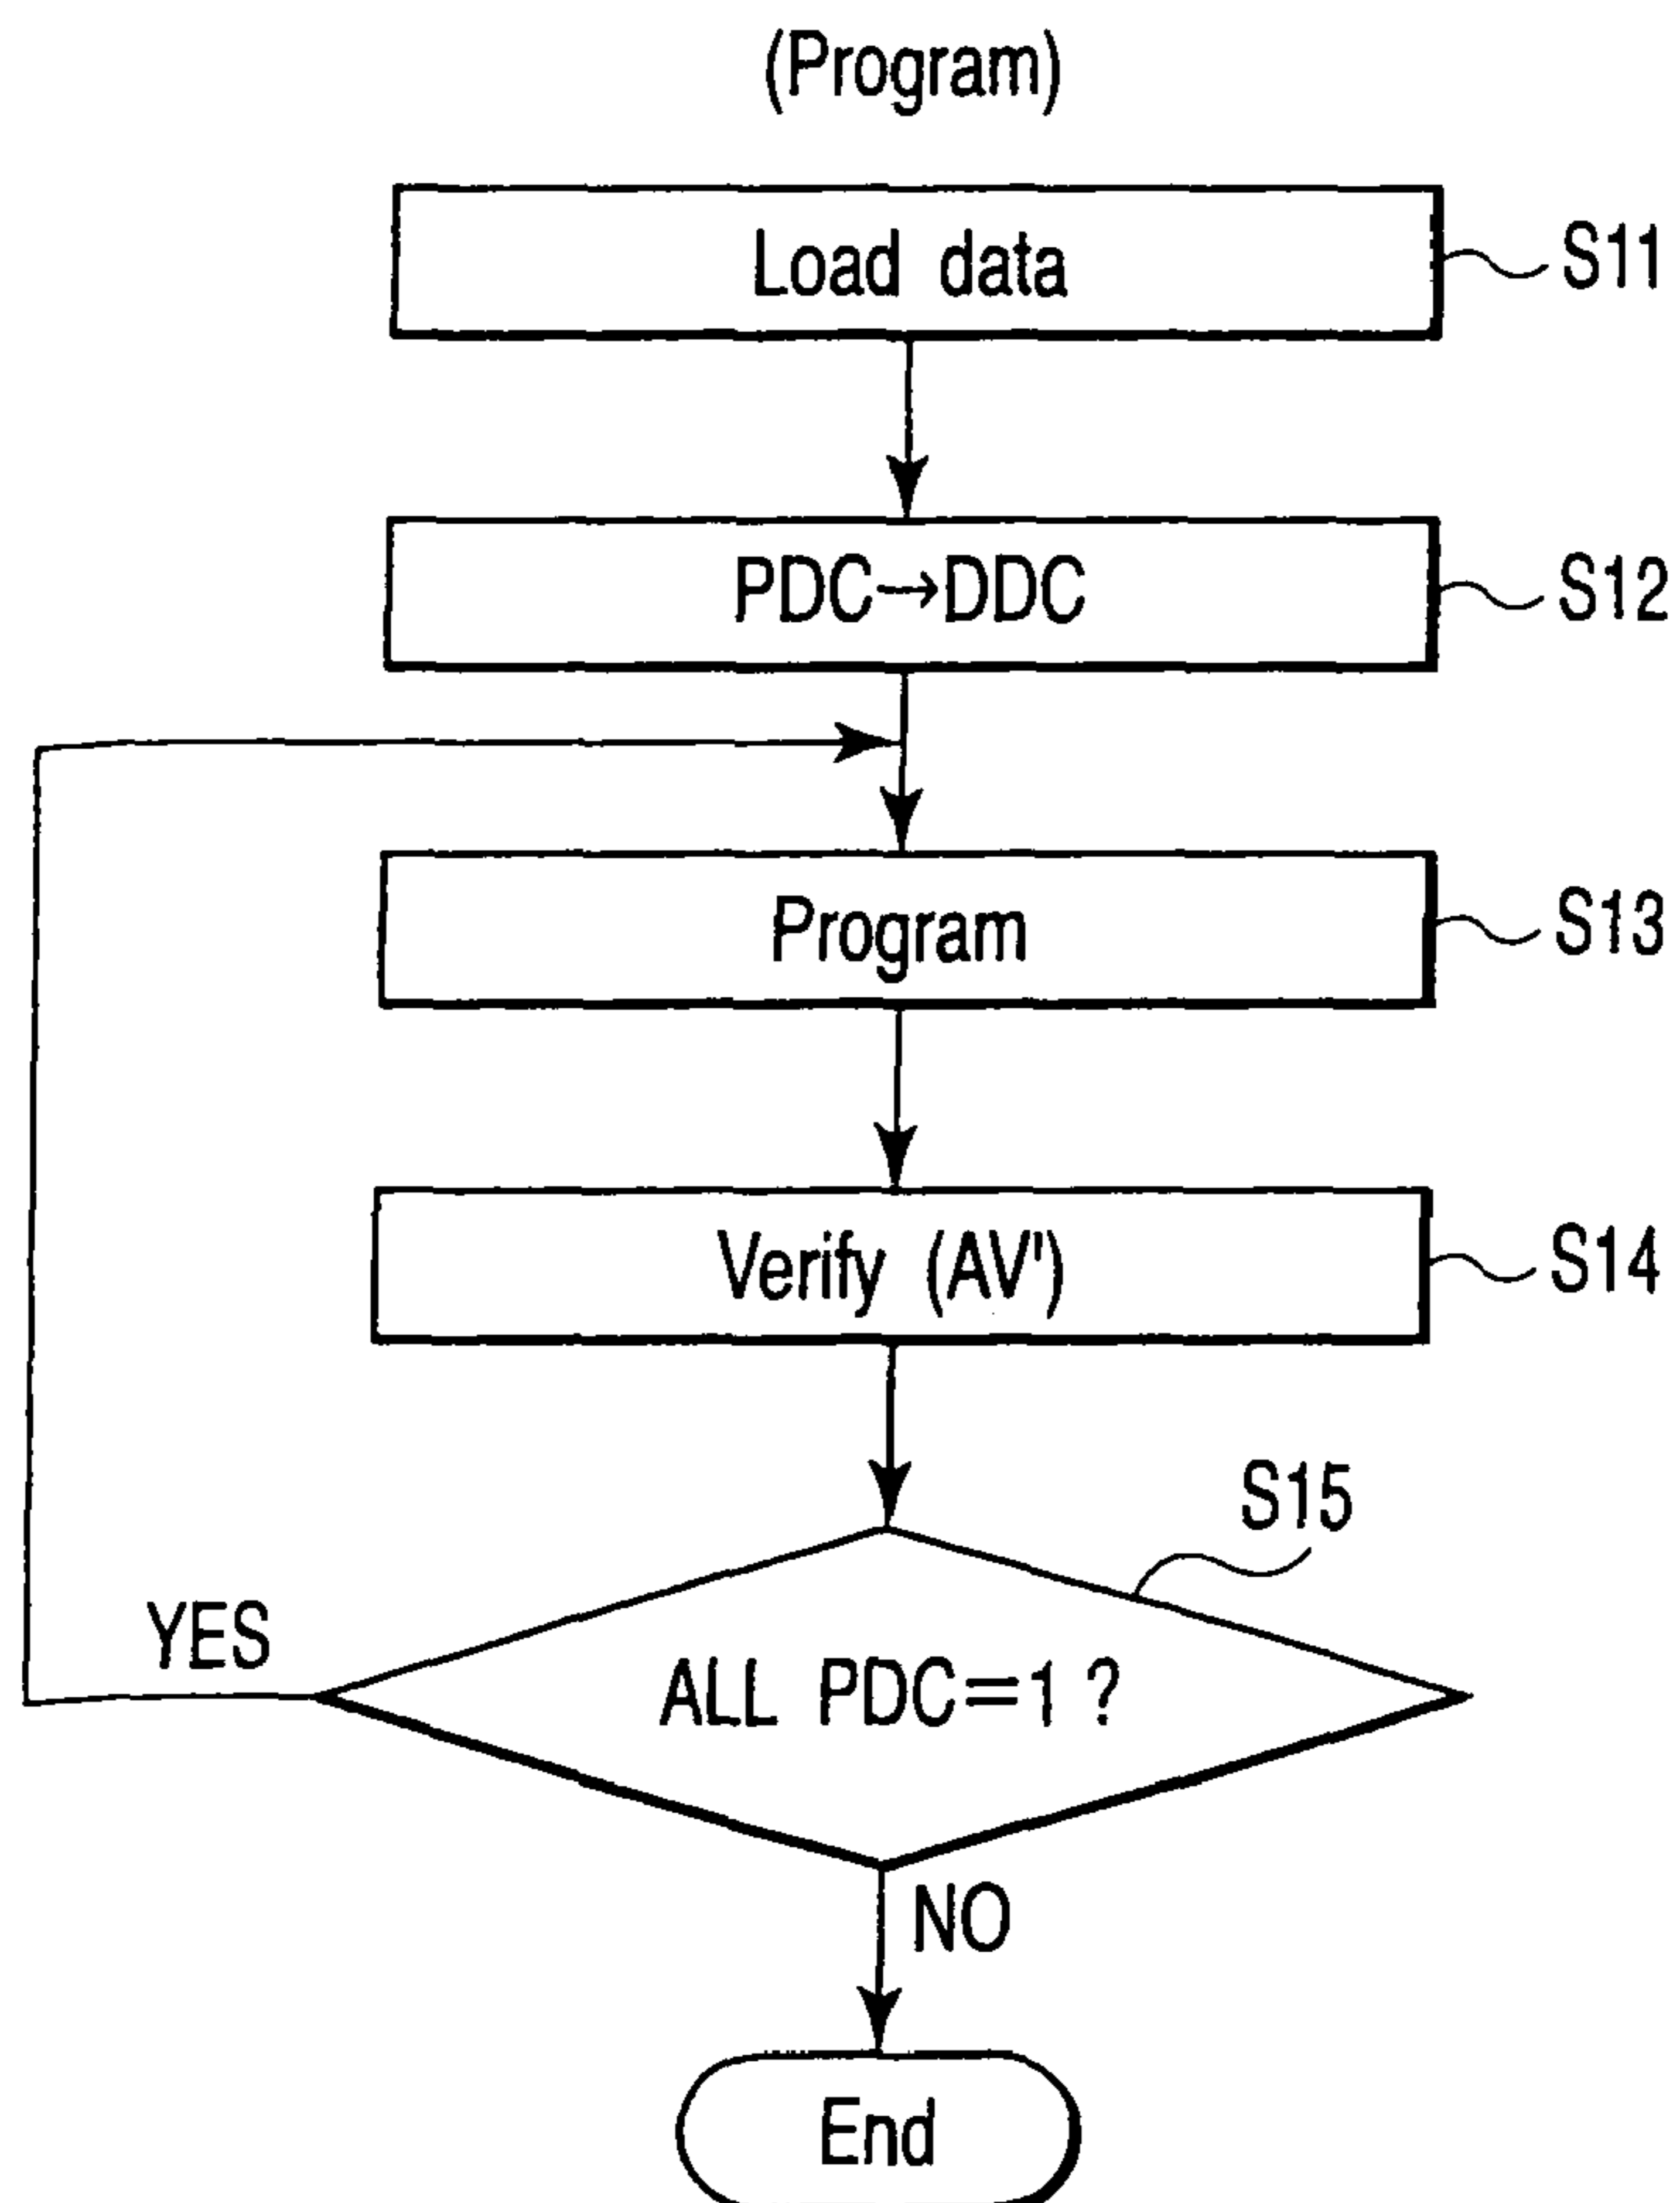 (Program)
Load data
S11
PDC→DDC
S12
Program
S13
Verify (AV')
S14
S15
YES
ALL PDC=1 ?
NO
End